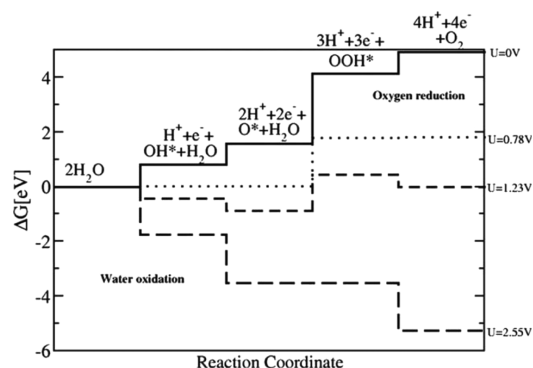 4H⁺+4e⁻
+O₂
3H⁺+3e⁻+
OOH*
U=0V
4
Oxygen reduction
2H⁺+2e⁻+
O*+H₂O
H⁺+e⁻+
OH*+H₂O
2
U=0.78V
2H₂O
0
U=1.23V
ΔG[eV]
-2
Water oxidation
-4
U=2.55V
-6
Reaction Coordinate